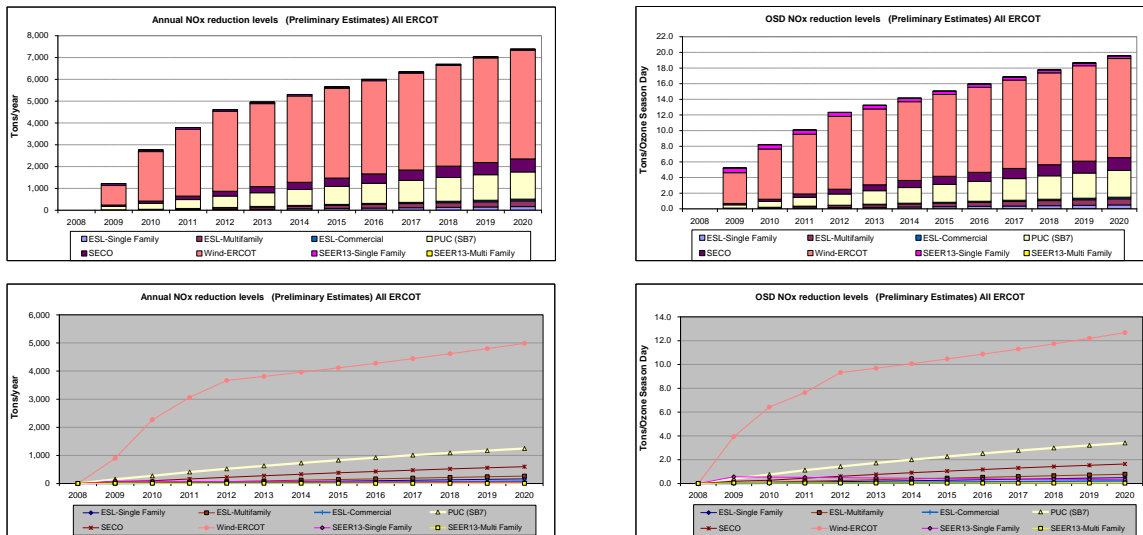 Annual NOx reduction levels (Preliminary Estimates) All ERCOT
Tons/year
8,000
7,000
6,000
5,000
4,000
3,000
2,000
1,000
0
2008 2009 2010 2011 2012 2013 2014 2015 2016 2017 2018 2019 2020
ESL-Single Family ESL-Multifamily ESL-Commercial PUC (SB7)
SECO Wind-ERCOT SEER13-Single Family SEER13-Multi Family
OSD NOx reduction levels (Preliminary Estimates) All ERCOT
Tons/Ozone Season Day
22.0
20.0
18.0
16.0
14.0
12.0
10.0
8.0
6.0
4.0
2.0
0.0
2008 2009 2010 2011 2012 2013 2014 2015 2016 2017 2018 2019 2020
ESL-Single Family ESL-Multifamily ESL-Commercial PUC (SB7)
SECO Wind-ERCOT SEER13-Single Family SEER13-Multi Family
Annual NOx reduction levels (Preliminary Estimates) All ERCOT
Tons/year
6,000
5,000
4,000
3,000
2,000
1,000
0
2008 2009 2010 2011 2012 2013 2014 2015 2016 2017 2018 2019 2020
ESL-Single Family ESL-Multifamily ESL-Commercial PUC (SB7)
SECO Wind-ERCOT SEER13-Single Family SEER13-Multi Family
OSD NOx reduction levels (Preliminary Estimates) All ERCOT
Tons/Ozone Season Day
14.0
12.0
10.0
8.0
6.0
4.0
2.0
0.0
2008 2009 2010 2011 2012 2013 2014 2015 2016 2017 2018 2019 2020
ESL-Single Family ESL-Multifamily ESL-Commercial PUC (SB7)
SECO Wind-ERCOT SEER13-Single Family SEER13-Multi Family